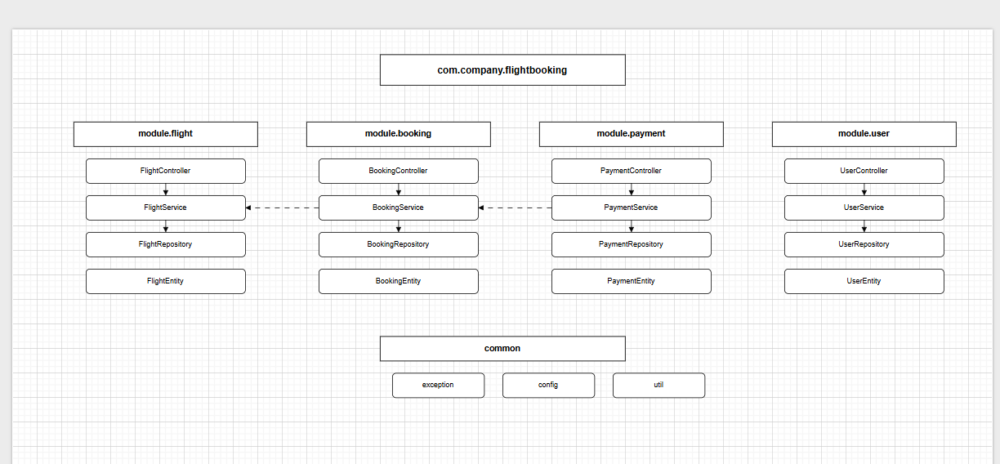 com.company.flightbooking
module.flight
module.booking
module.payment
module.user
FlightController
BookingController
PaymentController
UserController
FlightService
BookingService
PaymentService
UserService
FlightRepository
BookingRepository
PaymentRepository
UserRepository
FlightEntity
BookingEntity
PaymentEntity
UserEntity
common
exception
config
util